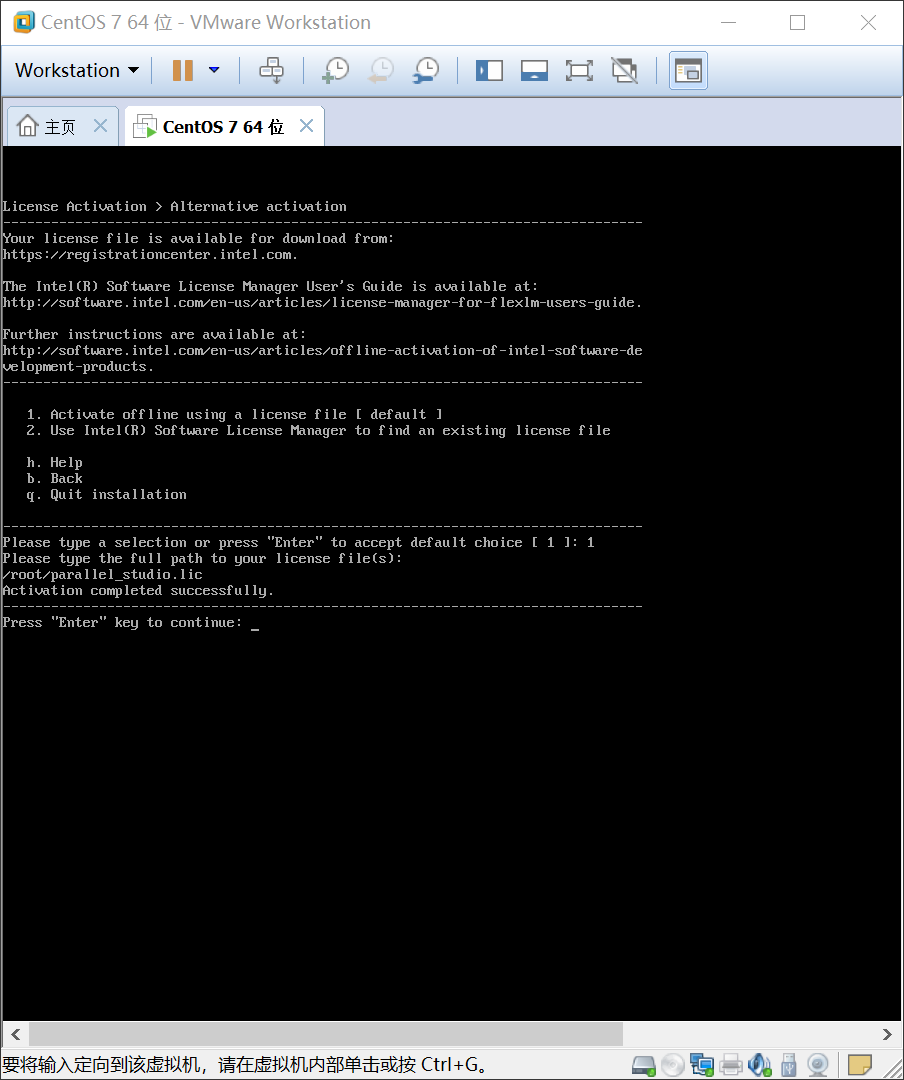 CentOS 7 64 位 - VMware Workstation
Workstation
主页
CentOS 7 64 位
License Activation > Alternative activation
--------------------------------------------------------------------------------
Your license file is available for download from:
https://registrationcenter.intel.com.
The Intel(R) Software License Manager User's Guide is available at:
http://software.intel.com/en-us/articles/license-manager-for-flexlm-users-guide.
Further instructions are available at:
http://software.intel.com/en-us/articles/offline-activation-of-intel-software-de
velopment-products.
--------------------------------------------------------------------------------
1. Activate offline using a license file [ default ]
2. Use Intel(R) Software License Manager to find an existing license file
h. Help
b. Back
q. Quit installation
--------------------------------------------------------------------------------
Please type a selection or press "Enter" to accept default choice [ 1 ]: 1
Please type the full path to your license file(s):
/root/parallel_studio.lic
Activation completed successfully.
--------------------------------------------------------------------------------
Press "Enter" key to continue: _
要将输入定向到该虚拟机，请在虚拟机内部单击或按 Ctrl+G。